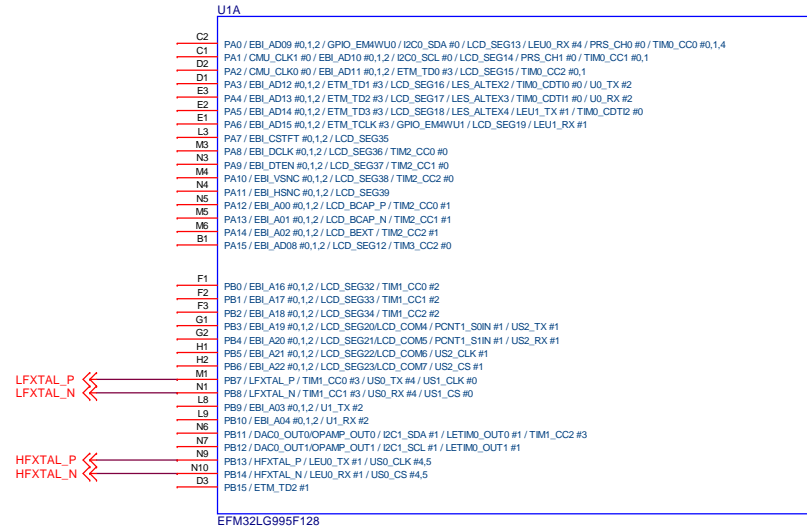 U1A
C2 PA0 / EBI_AD09 #0,1,2 / GPIO_EM4WU0 / I2C0_SDA #0 / LCD_SEG13 / LEU0_RX #4 / PRS_CH0 #0 / TIM0_CC0 #0,1,4
C1 PA1 / CMU_CLK1 #0 / EBI_AD10 #0,1,2 / I2C0_SCL #0 / LCD_SEG14 / PRS_CH1 #0 / TIM0_CC1 #0,1
D2 PA2 / CMU_CLK0 #0 / EBI_AD11 #0,1,2 / ETM_TD0 #3 / LCD_SEG15 / TIM0_CC2 #0,1
D1 PA3 / EBI_AD12 #0,1,2 / ETM_TD1 #3 / LCD_SEG16 / LES_ALTEX2 / TIM0_CDTI0 #0 / U0_TX #2
E3 PA4 / EBI_AD13 #0,1,2 / ETM_TD2 #3 / LCD_SEG17 / LES_ALTEX3 / TIM0_CDTI1 #0 / U0_RX #2
E2 PA5 / EBI_AD14 #0,1,2 / ETM_TD3 #3 / LCD_SEG18 / LES_ALTEX4 / LEU1_TX #1 / TIM0_CDTI2 #0
E1 PA6 / EBI_AD15 #0,1,2 / ETM_TCLK #3 / GPIO_EM4WU1 / LCD_SEG19 / LEU1_RX #1
L3 PA7 / EBI_CSTFT #0,1,2 / LCD_SEG35
M3 PA8 / EBI_DCLK #0,1,2 / LCD_SEG36 / TIM2_CC0 #0
N3 PA9 / EBI_DTEN #0,1,2 / LCD_SEG37 / TIM2_CC1 #0
M4 PA10 / EBI_VSNC #0,1,2 / LCD_SEG38 / TIM2_CC2 #0
N4 PA11 / EBI_HSNC #0,1,2 / LCD_SEG39
N5 PA12 / EBI_A00 #0,1,2 / LCD_BCAP_P / TIM2_CC0 #1
M5 PA13 / EBI_A01 #0,1,2 / LCD_BCAP_N / TIM2_CC1 #1
M6 PA14 / EBI_A02 #0,1,2 / LCD_BEXT / TIM2_CC2 #1
B1 PA15 / EBI_AD08 #0,1,2 / LCD_SEG12 / TIM3_CC2 #0
F1 PB0 / EBI_A16 #0,1,2 / LCD_SEG32 / TIM1_CC0 #2
F2 PB1 / EBI_A17 #0,1,2 / LCD_SEG33 / TIM1_CC1 #2
F3 PB2 / EBI_A18 #0,1,2 / LCD_SEG34 / TIM1_CC2 #2
G1 PB3 / EBI_A19 #0,1,2 / LCD_SEG20/LCD_COM4 / PCNT1_S0IN #1 / US2_TX #1
G2 PB4 / EBI_A20 #0,1,2 / LCD_SEG21/LCD_COM5 / PCNT1_S1IN #1 / US2_RX #1
H1 PB5 / EBI_A21 #0,1,2 / LCD_SEG22/LCD_COM6 / US2_CLK #1
H2 PB6 / EBI_A22 #0,1,2 / LCD_SEG23/LCD_COM7 / US2_CS #1
LFXTAL_P M1 PB7 / LFXTAL_P / TIM1_CC0 #3 / US0_TX #4 / US1_CLK #0
LFXTAL_N N1 PB8 / LFXTAL_N / TIM1_CC1 #3 / US0_RX #4 / US1_CS #0
L8 PB9 / EBI_A03 #0,1,2 / U1_TX #2
L9 PB10 / EBI_A04 #0,1,2 / U1_RX #2
N6 PB11 / DAC0_OUT0/OPAMP_OUT0 / I2C1_SDA #1 / LETIM0_OUT0 #1 / TIM1_CC2 #3
N7 PB12 / DAC0_OUT1/OPAMP_OUT1 / I2C1_SCL #1 / LETIM0_OUT1 #1
HFXTAL_P N9 PB13 / HFXTAL_P / LEU0_TX #1 / US0_CLK #4,5
HFXTAL_N N10 PB14 / HFXTAL_N / LEU0_RX #1 / US0_CS #4,5
D3 PB15 / ETM_TD2 #1
EFM32LG995F128